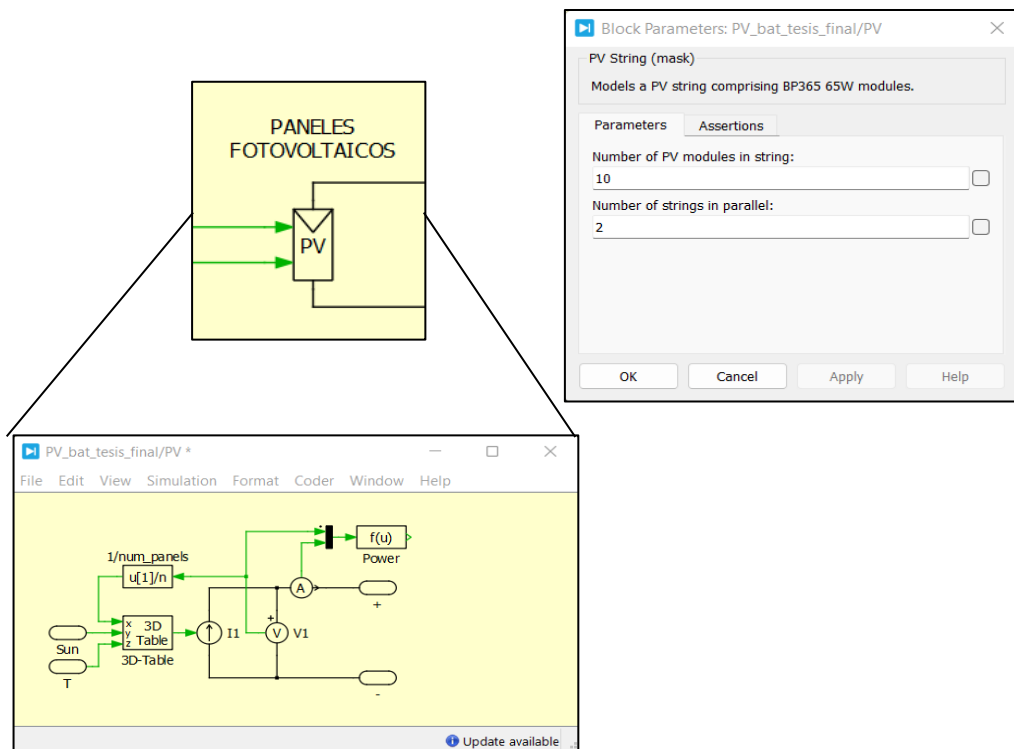 PANELES
FOTOVOLTAICOS
PV
Block Parameters: PV_bat_tesis_final/PV
PV String (mask)
Models a PV string comprising BP365 65W modules.
Parameters Assertions
Number of PV modules in string:
10
Number of strings in parallel:
2
OK Cancel Apply Help
PV_bat_tesis_final/PV *
File Edit View Simulation Format Coder Window Help
f(u)
Power
1/num_panels
u[1]/n
A
+
x
y
z
3D
Table
3D-Table
Sun
T
I1
+
V
V1
-
Update available